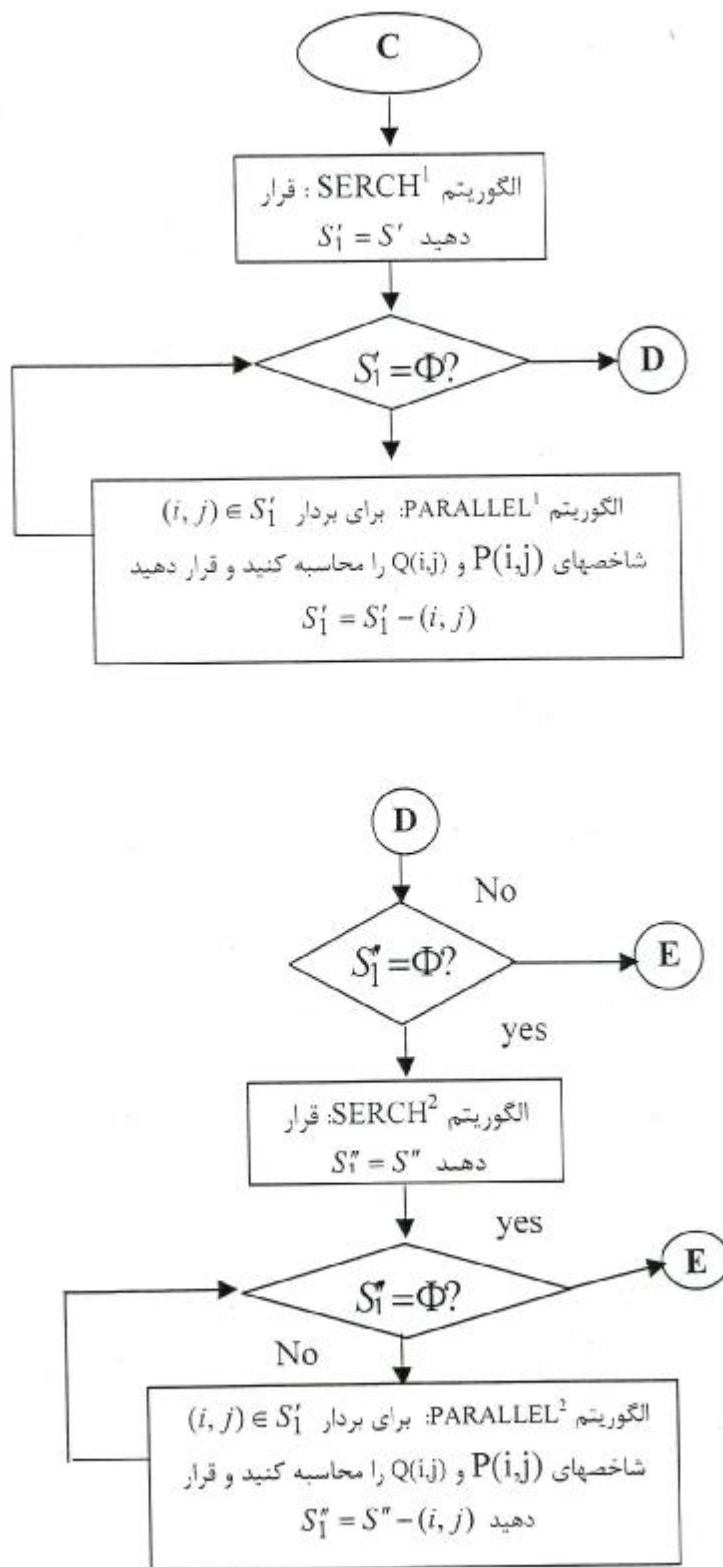 C
الگوریتم SERCH¹ : قرار
دهید S′₁ = S′
S′₁ =Φ?
D
الگوریتم PARALLEL¹: برای بردار (i, j) ∈ S′₁
شاخصهای P(i,j) و Q(i,j) را محاسبه کنید و قرار دهید
S′₁ = S′₁ − (i, j)
D
No
S″₁ =Φ?
E
yes
الگوریتم SERCH²: قرار
دهید S″₁ = S″
yes
S″₁ =Φ?
E
No
الگوریتم PARALLEL²: برای بردار (i, j) ∈ S′₁
شاخصهای P(i,j) و Q(i,j) را محاسبه کنید و قرار
دهید S″₁ = S″ − (i, j)